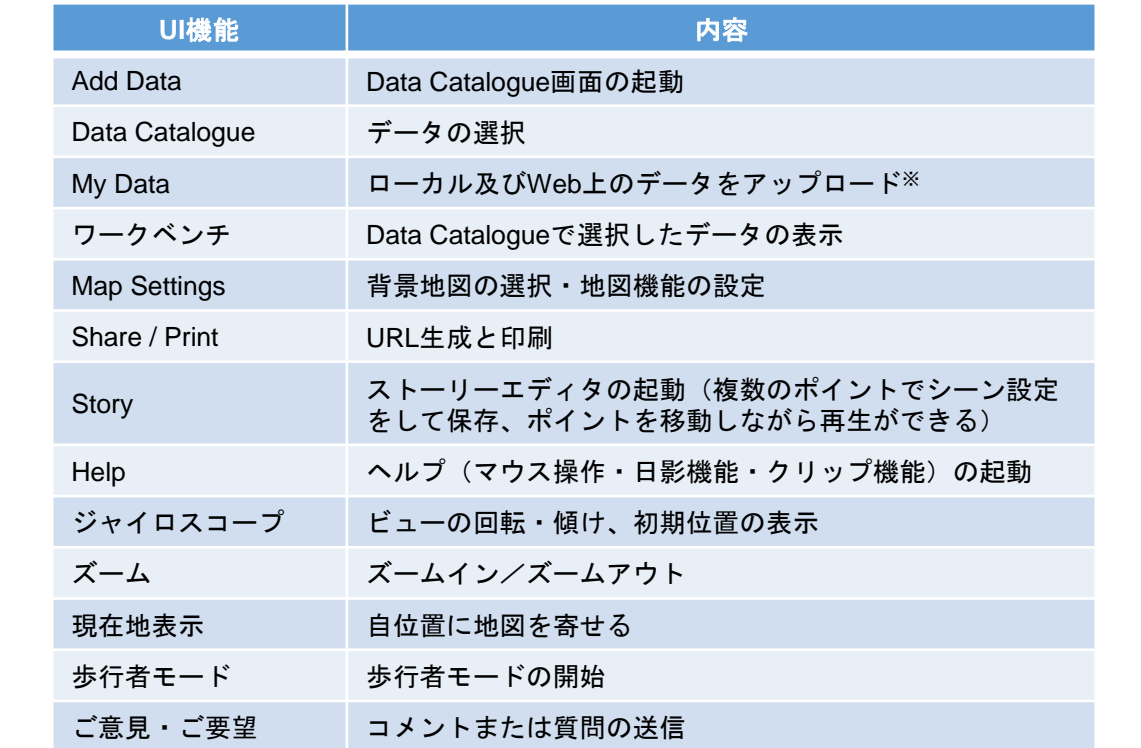 UI機能 内容
Add Data Data Catalogue画面の起動
Data Catalogue データの選択
My Data ローカル及びWeb上のデータをアップロード※
ワークベンチ Data Catalogueで選択したデータの表示
Map Settings 背景地図の選択・地図機能の設定
Share / Print URL生成と印刷
Story ストーリーエディタの起動（複数のポイントでシーン設定
をして保存、ポイントを移動しながら再生ができる）
Help ヘルプ（マウス操作・日影機能・クリップ機能）の起動
ジャイロスコープ ビューの回転・傾け、初期位置の表示
ズーム ズームイン／ズームアウト
現在地表示 自位置に地図を寄せる
歩行者モード 歩行者モードの開始
ご意見・ご要望 コメントまたは質問の送信